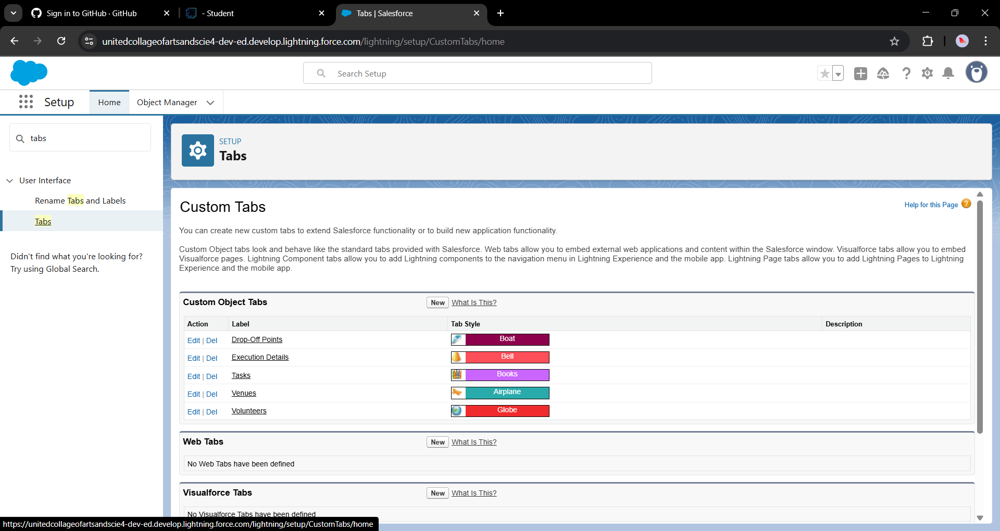 Sign in to GitHub · GitHub
- Student
Tabs | Salesforce
unitedcollageofartsandscie4-dev-ed.develop.lightning.force.com/lightning/setup/CustomTabs/home
Search Setup
Setup
Home
Object Manager
tabs
User Interface
Rename Tabs and Labels
Tabs
Didn't find what you're looking for?
Try using Global Search.
SETUP
Tabs
Custom Tabs
Help for this Page
You can create new custom tabs to extend Salesforce functionality or to build new application functionality.
Custom Object tabs look and behave like the standard tabs provided with Salesforce. Web tabs allow you to embed external web applications and content within the Salesforce window. Visualforce tabs allow you to embed
Visualforce pages. Lightning Component tabs allow you to add Lightning components to the navigation menu in Lightning Experience and the mobile app. Lightning Page tabs allow you to add Lightning Pages to Lightning
Experience and the mobile app.
Custom Object Tabs New What Is This?
Action Label Tab Style Description
Edit | Del Drop-Off Points Boat
Edit | Del Execution Details Bell
Edit | Del Tasks Books
Edit | Del Venues Airplane
Edit | Del Volunteers Globe
Web Tabs New What Is This?
No Web Tabs have been defined
Visualforce Tabs New What Is This?
No Visualforce Tabs have been defined
https://unitedcollageofartsandscie4-dev-ed.develop.lightning.force.com/lightning/setup/CustomTabs/home